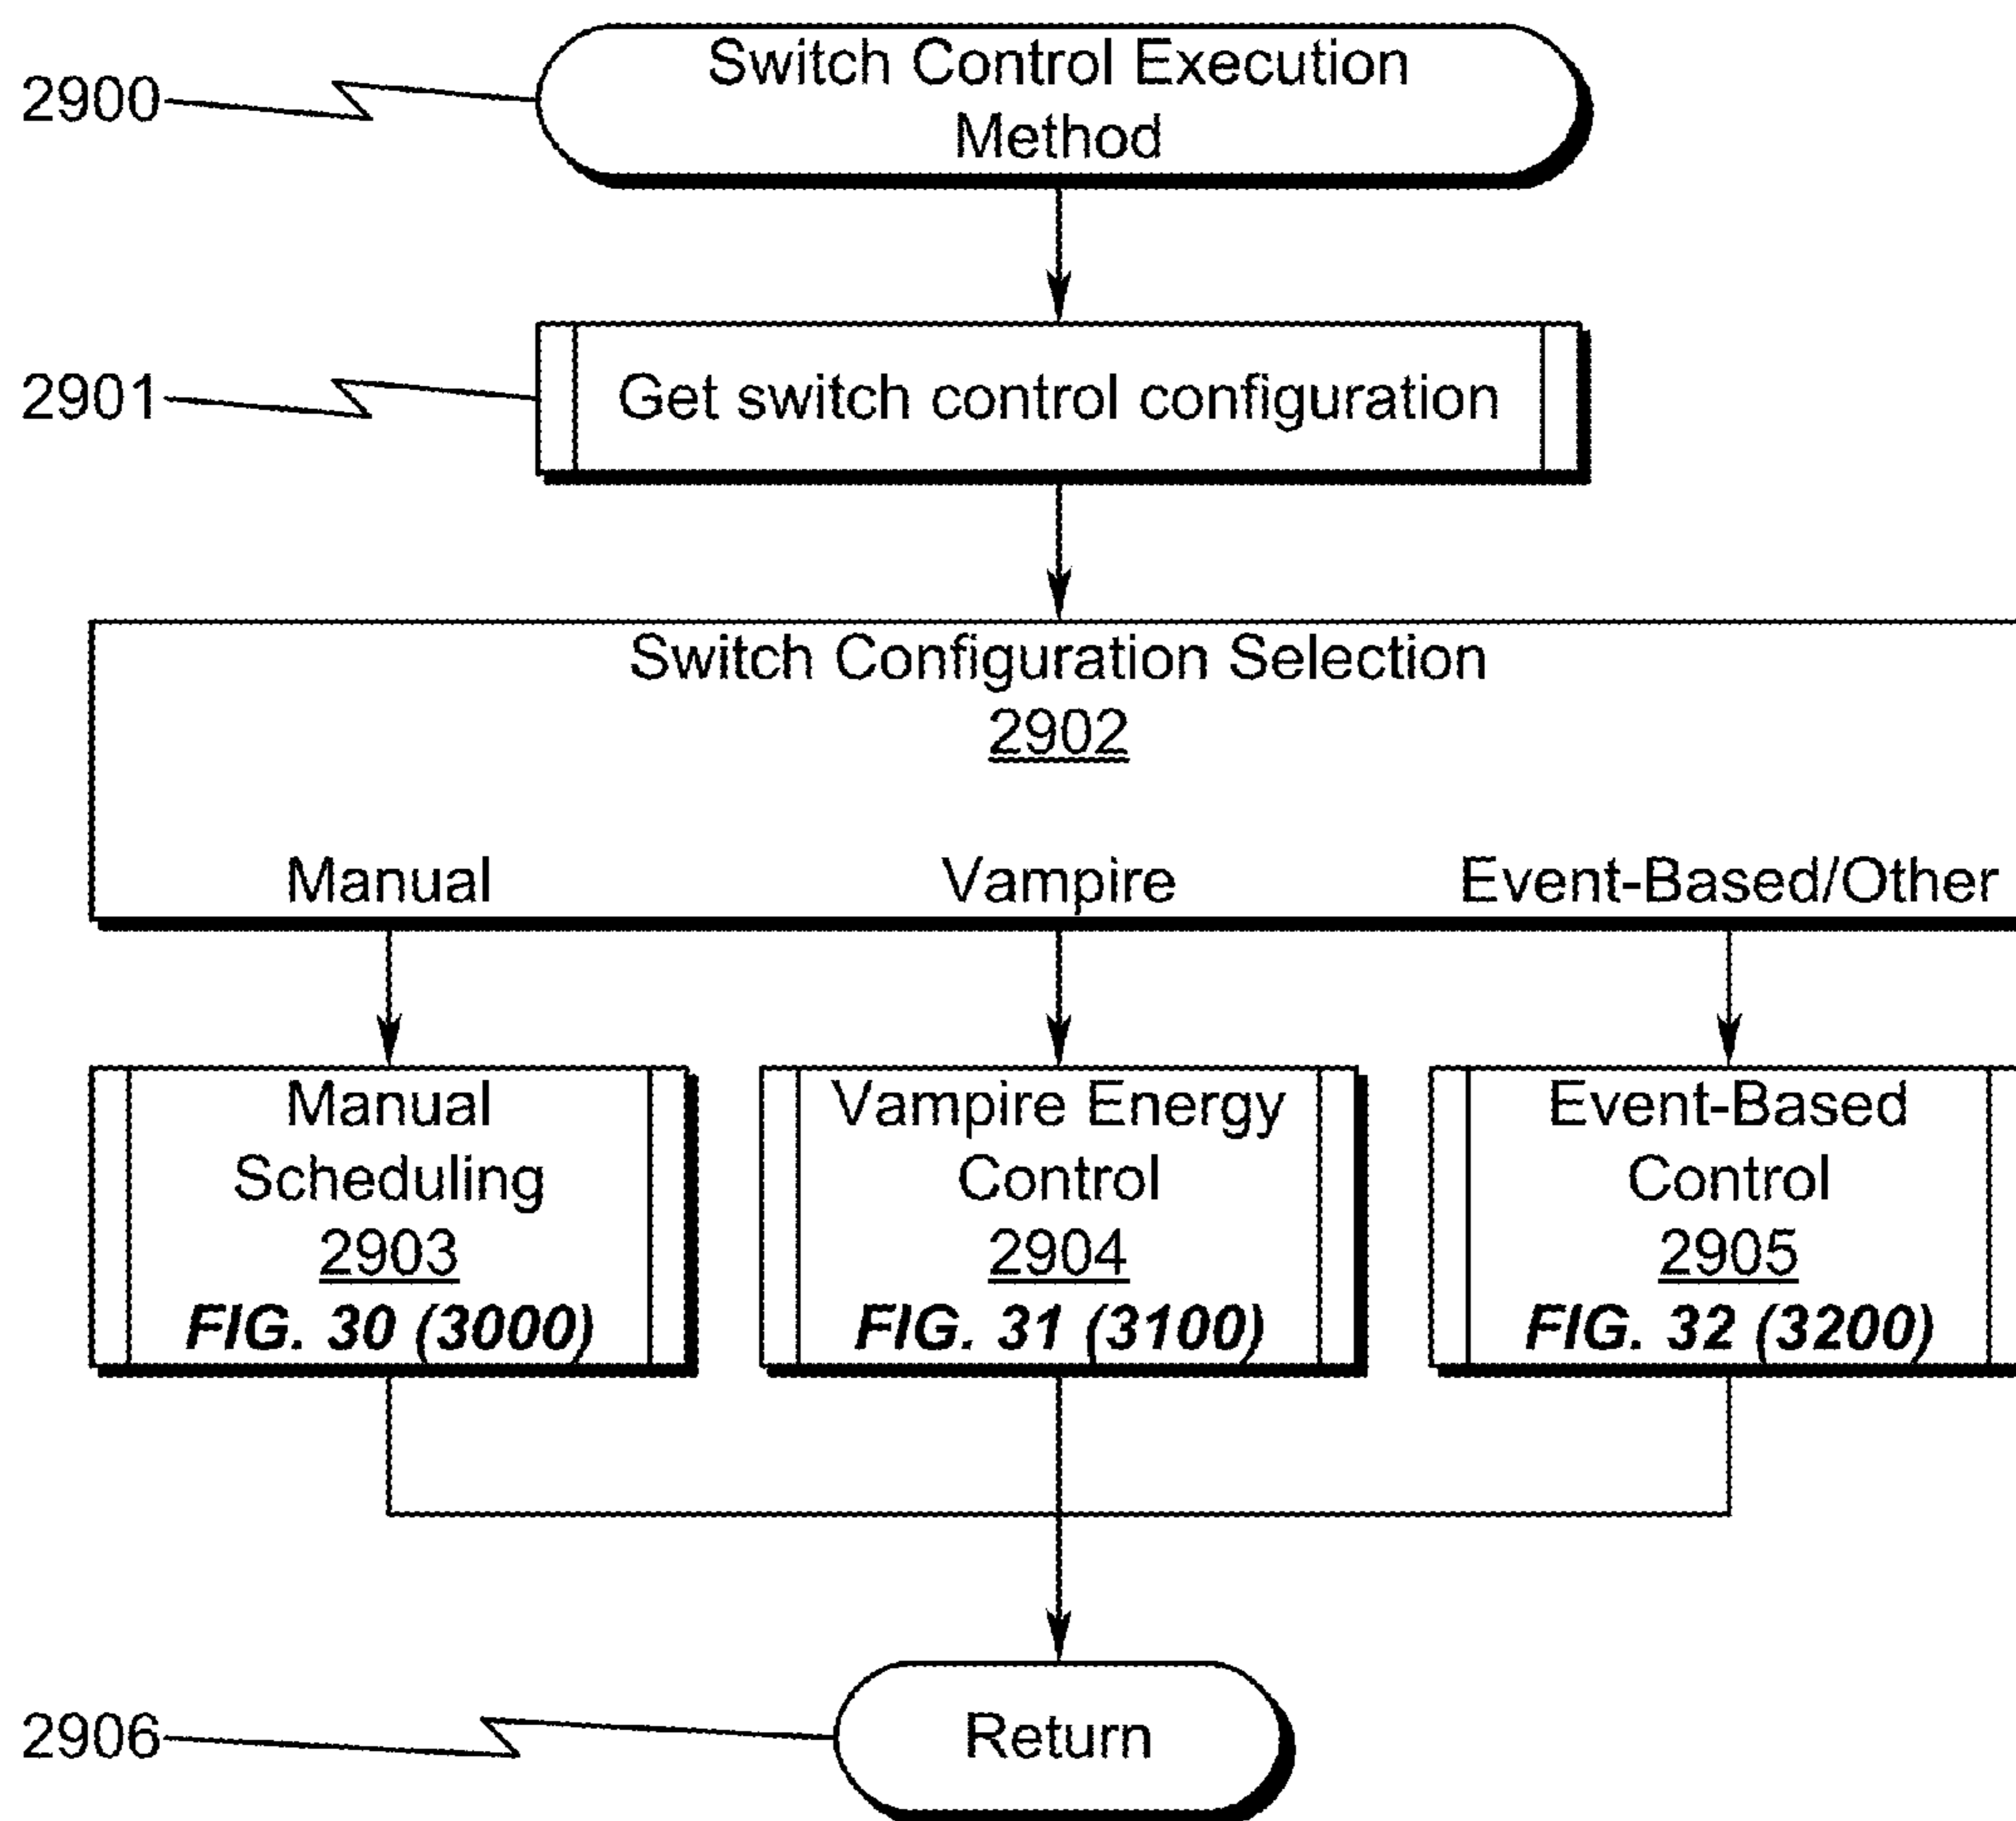 2900
Switch Control Execution
Method
2901
Get switch control configuration
Switch Configuration Selection
2902
Manual
Vampire
Event-Based/Other
Manual
Scheduling
2903
FIG. 30 (3000)
Vampire Energy
Control
2904
FIG. 31 (3100)
Event-Based
Control
2905
FIG. 32 (3200)
2906
Return